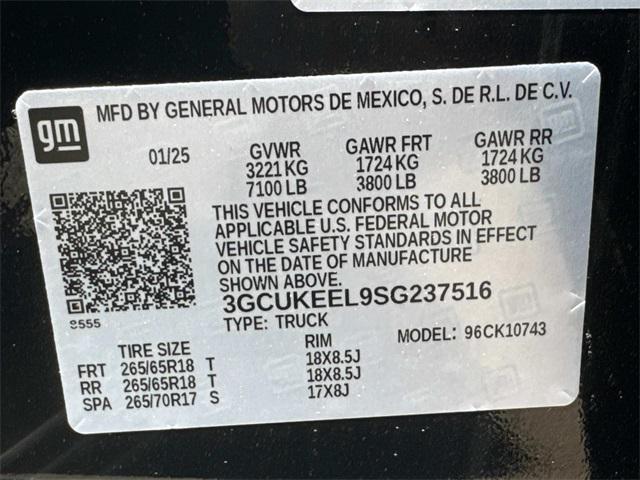 gm
MFD BY GENERAL MOTORS DE MEXICO, S. DE R.L. DE C.V.
01/25 GVWR GAWR FRT GAWR RR
3221 KG 1724 KG 1724 KG
7100 LB 3800 LB 3800 LB
THIS VEHICLE CONFORMS TO ALL
APPLICABLE U.S. FEDERAL MOTOR
VEHICLE SAFETY STANDARDS IN EFFECT
ON THE DATE OF MANUFACTURE
SHOWN ABOVE.
3GCUKEEL9SG237516
8555
TYPE: TRUCK MODEL: 96CK10743
TIRE SIZE RIM
FRT 265/65R18 T 18X8.5J
RR 265/65R18 T 18X8.5J
SPA 265/70R17 S 17X8J